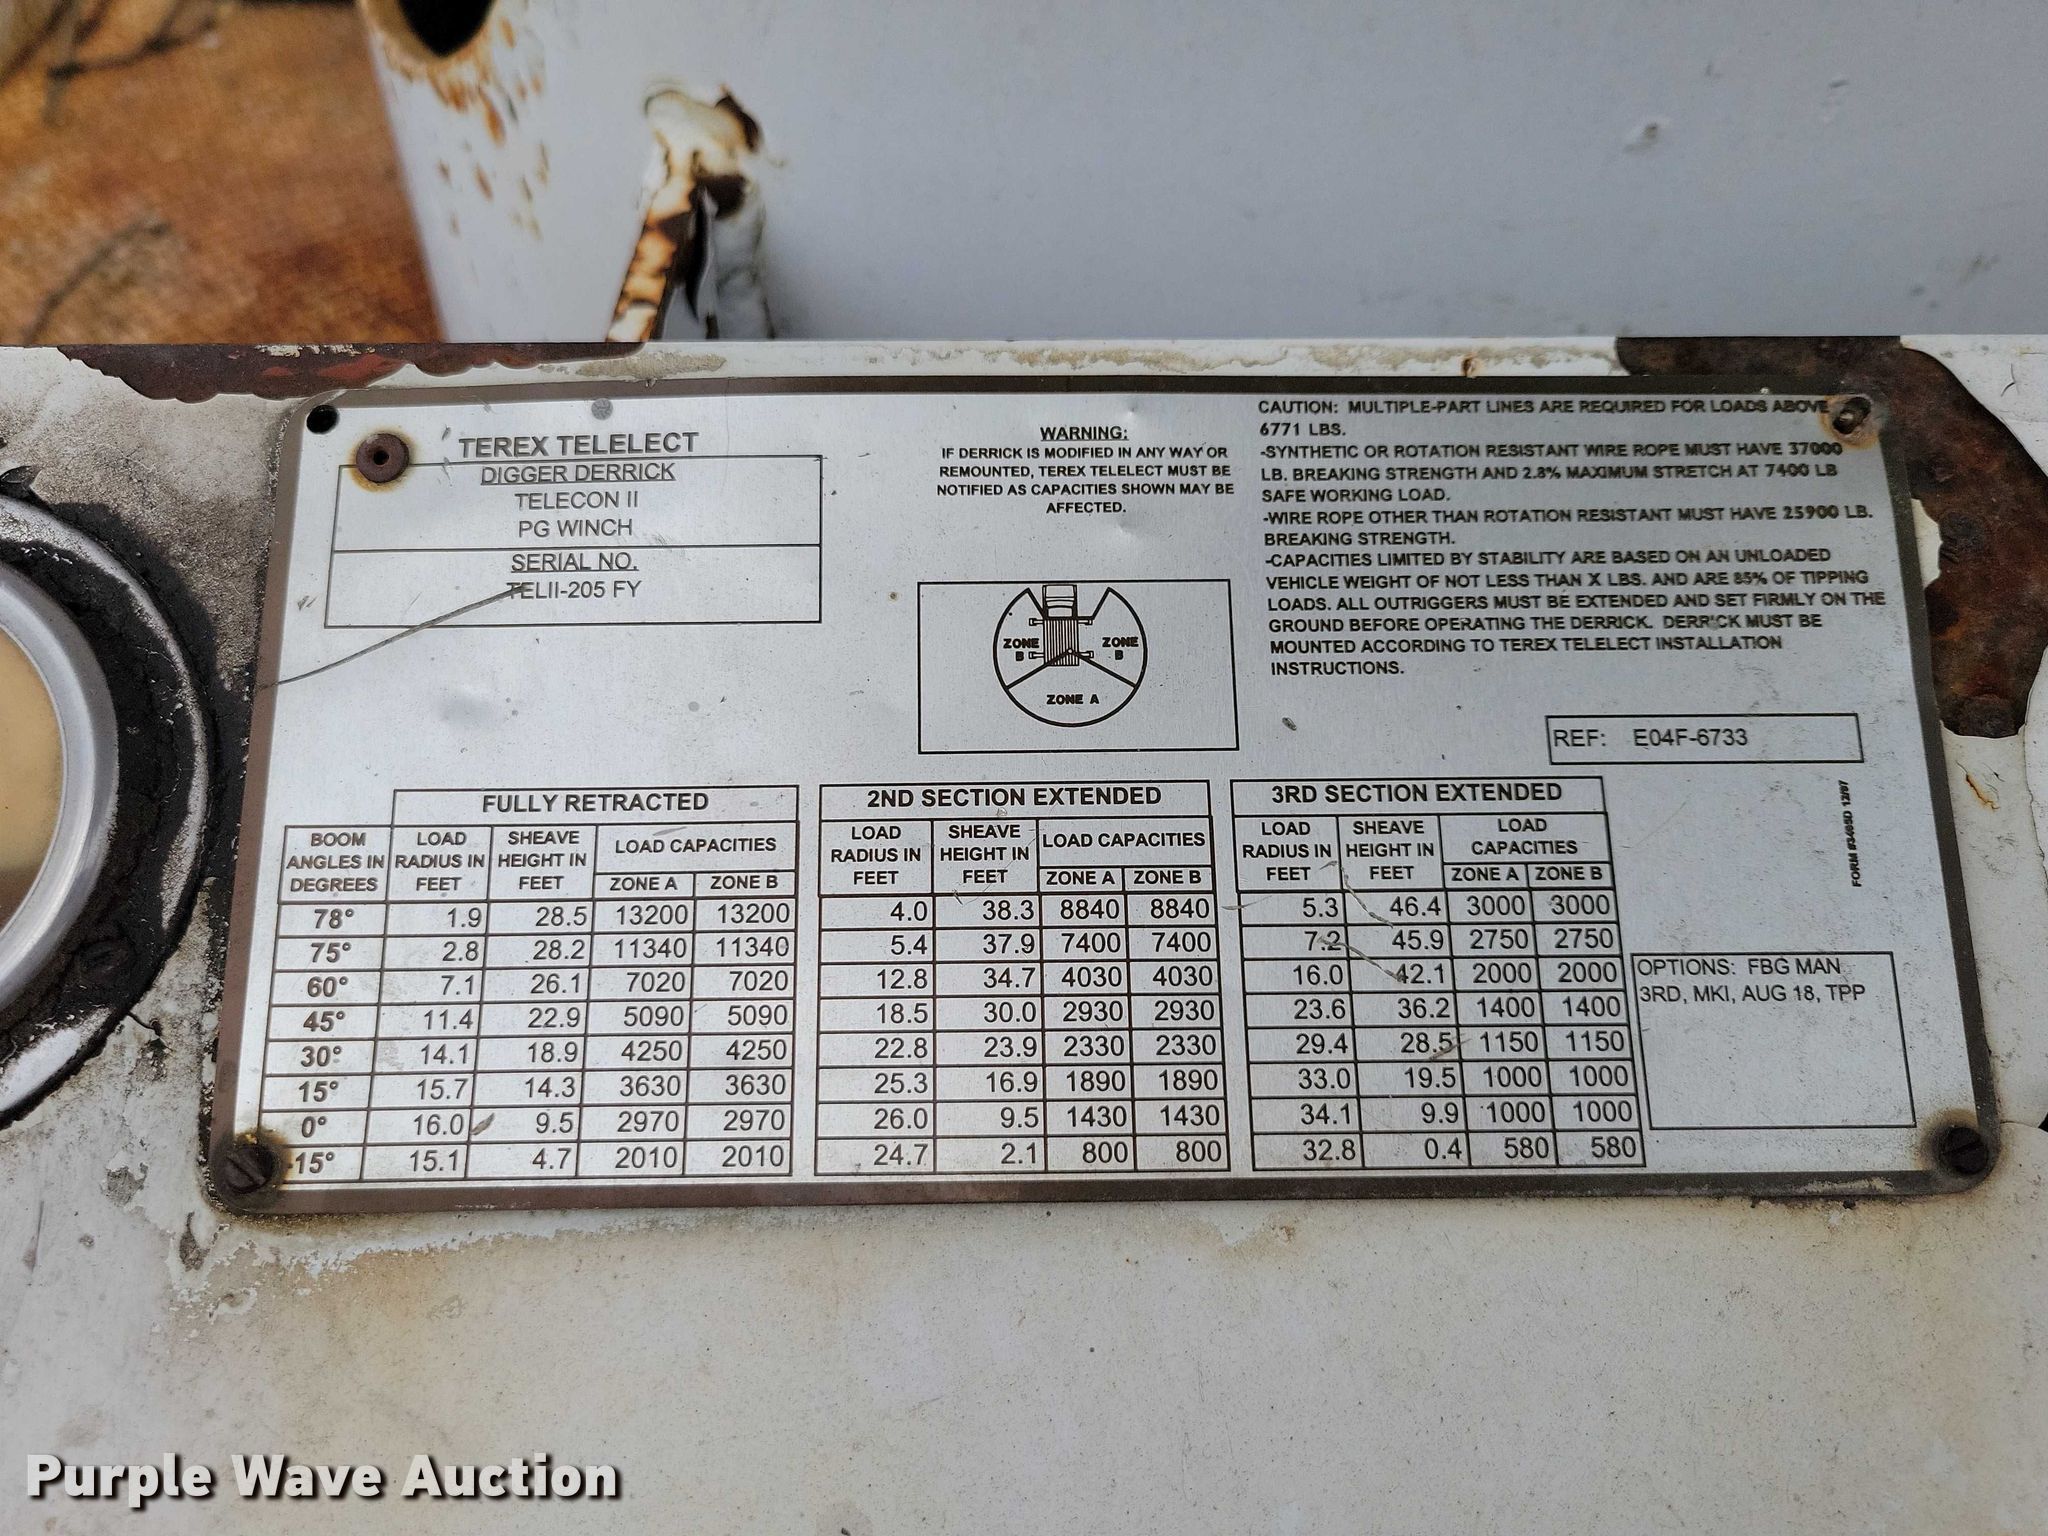 TEREX TELELECT
DIGGER DERRICK
TELECON II
PG WINCH
SERIAL NO.
TELII-205 FY
WARNING:
IF DERRICK IS MODIFIED IN ANY WAY OR
REMOUNTED, TEREX TELELECT MUST BE
NOTIFIED AS CAPACITIES SHOWN MAY BE
AFFECTED.
CAUTION: MULTIPLE-PART LINES ARE REQUIRED FOR LOADS ABOVE
6771 LBS.
-SYNTHETIC OR ROTATION RESISTANT WIRE ROPE MUST HAVE 37000
LB. BREAKING STRENGTH AND 2.8% MAXIMUM STRETCH AT 7400 LB
SAFE WORKING LOAD.
-WIRE ROPE OTHER THAN ROTATION RESISTANT MUST HAVE 25900 LB.
BREAKING STRENGTH.
-CAPACITIES LIMITED BY STABILITY ARE BASED ON AN UNLOADED
VEHICLE WEIGHT OF NOT LESS THAN X LBS. AND ARE 85% OF TIPPING
LOADS. ALL OUTRIGGERS MUST BE EXTENDED AND SET FIRMLY ON THE
GROUND BEFORE OPERATING THE DERRICK. DERRICK MUST BE
MOUNTED ACCORDING TO TEREX TELELECT INSTALLATION
INSTRUCTIONS.
ZONE B
ZONE B
ZONE A
REF: E04F-6733
FULLY RETRACTED 2ND SECTION EXTENDED 3RD SECTION EXTENDED
BOOM LOAD SHEAVE LOAD CAPACITIES LOAD SHEAVE LOAD CAPACITIES LOAD SHEAVE LOAD
ANGLES IN RADIUS IN HEIGHT IN RADIUS IN HEIGHT IN RADIUS IN HEIGHT IN CAPACITIES
DEGREES FEET FEET ZONE A ZONE B FEET FEET ZONE A ZONE B FEET FEET ZONE A ZONE B
78° 1.9 28.5 13200 13200 4.0 38.3 8840 8840 5.3 46.4 3000 3000
75° 2.8 28.2 11340 11340 5.4 37.9 7400 7400 7.2 45.9 2750 2750
60° 7.1 26.1 7020 7020 12.8 34.7 4030 4030 16.0 42.1 2000 2000
45° 11.4 22.9 5090 5090 18.5 30.0 2930 2930 23.6 36.2 1400 1400
30° 14.1 18.9 4250 4250 22.8 23.9 2330 2330 29.4 28.5 1150 1150
15° 15.7 14.3 3630 3630 25.3 16.9 1890 1890 33.0 19.5 1000 1000
0° 16.0 9.5 2970 2970 26.0 9.5 1430 1430 34.1 9.9 1000 1000
-15° 15.1 4.7 2010 2010 24.7 2.1 800 800 32.8 0.4 580 580
FORM #3465D 12/97
OPTIONS: FBG MAN
3RD, MKI, AUG 18, TPP
Purple Wave Auction